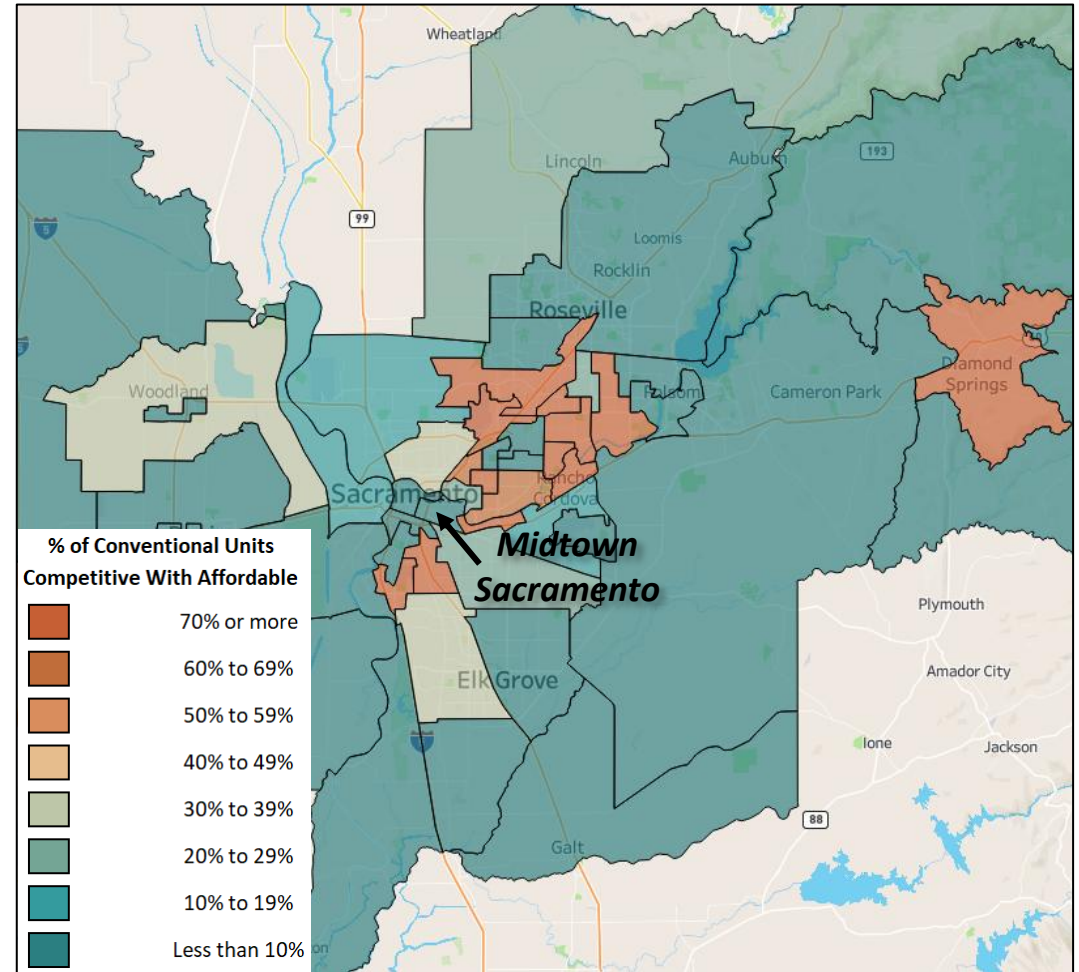 Wheatland
Lincoln
Auburn
193
5
99
Loomis
Rocklin
Roseville
Diamond
Springs
Woodland
Folsom
Cameron Park
Rancho
Cordova
Sacramento
Midtown
Sacramento
Plymouth
Amador City
Elk Grove
Ione
Jackson
88
Galt
% of Conventional Units
Competitive With Affordable
70% or more
60% to 69%
50% to 59%
40% to 49%
30% to 39%
20% to 29%
10% to 19%
Less than 10%